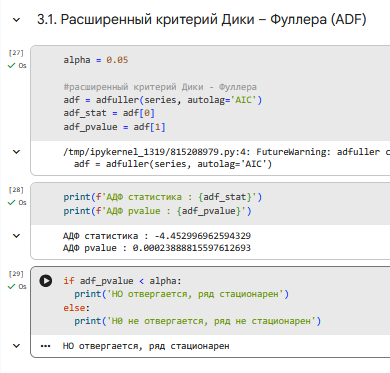 3.1. Расширенный критерий Дики – Фуллера (ADF)
[27]
0s
alpha = 0.05
#расширенный критерий Дики - Фуллера
adf = adfuller(series, autolag='AIC')
adf_stat = adf[0]
adf_pvalue = adf[1]
/tmp/ipykernel_1319/815208979.py:4: FutureWarning: adfuller
adf = adfuller(series, autolag='AIC')
[28]
0s
print(f'АДФ статистика : {adf_stat}')
print(f'АДФ pvalue : {adf_pvalue}')
АДФ статистика : -4.452996962594329
АДФ pvalue : 0.00023888815597612693
[29]
0s
if adf_pvalue < alpha:
print('H0 отвергается, ряд стационарен')
else:
print('H0 не отвергается, ряд не стационарен')
H0 отвергается, ряд стационарен